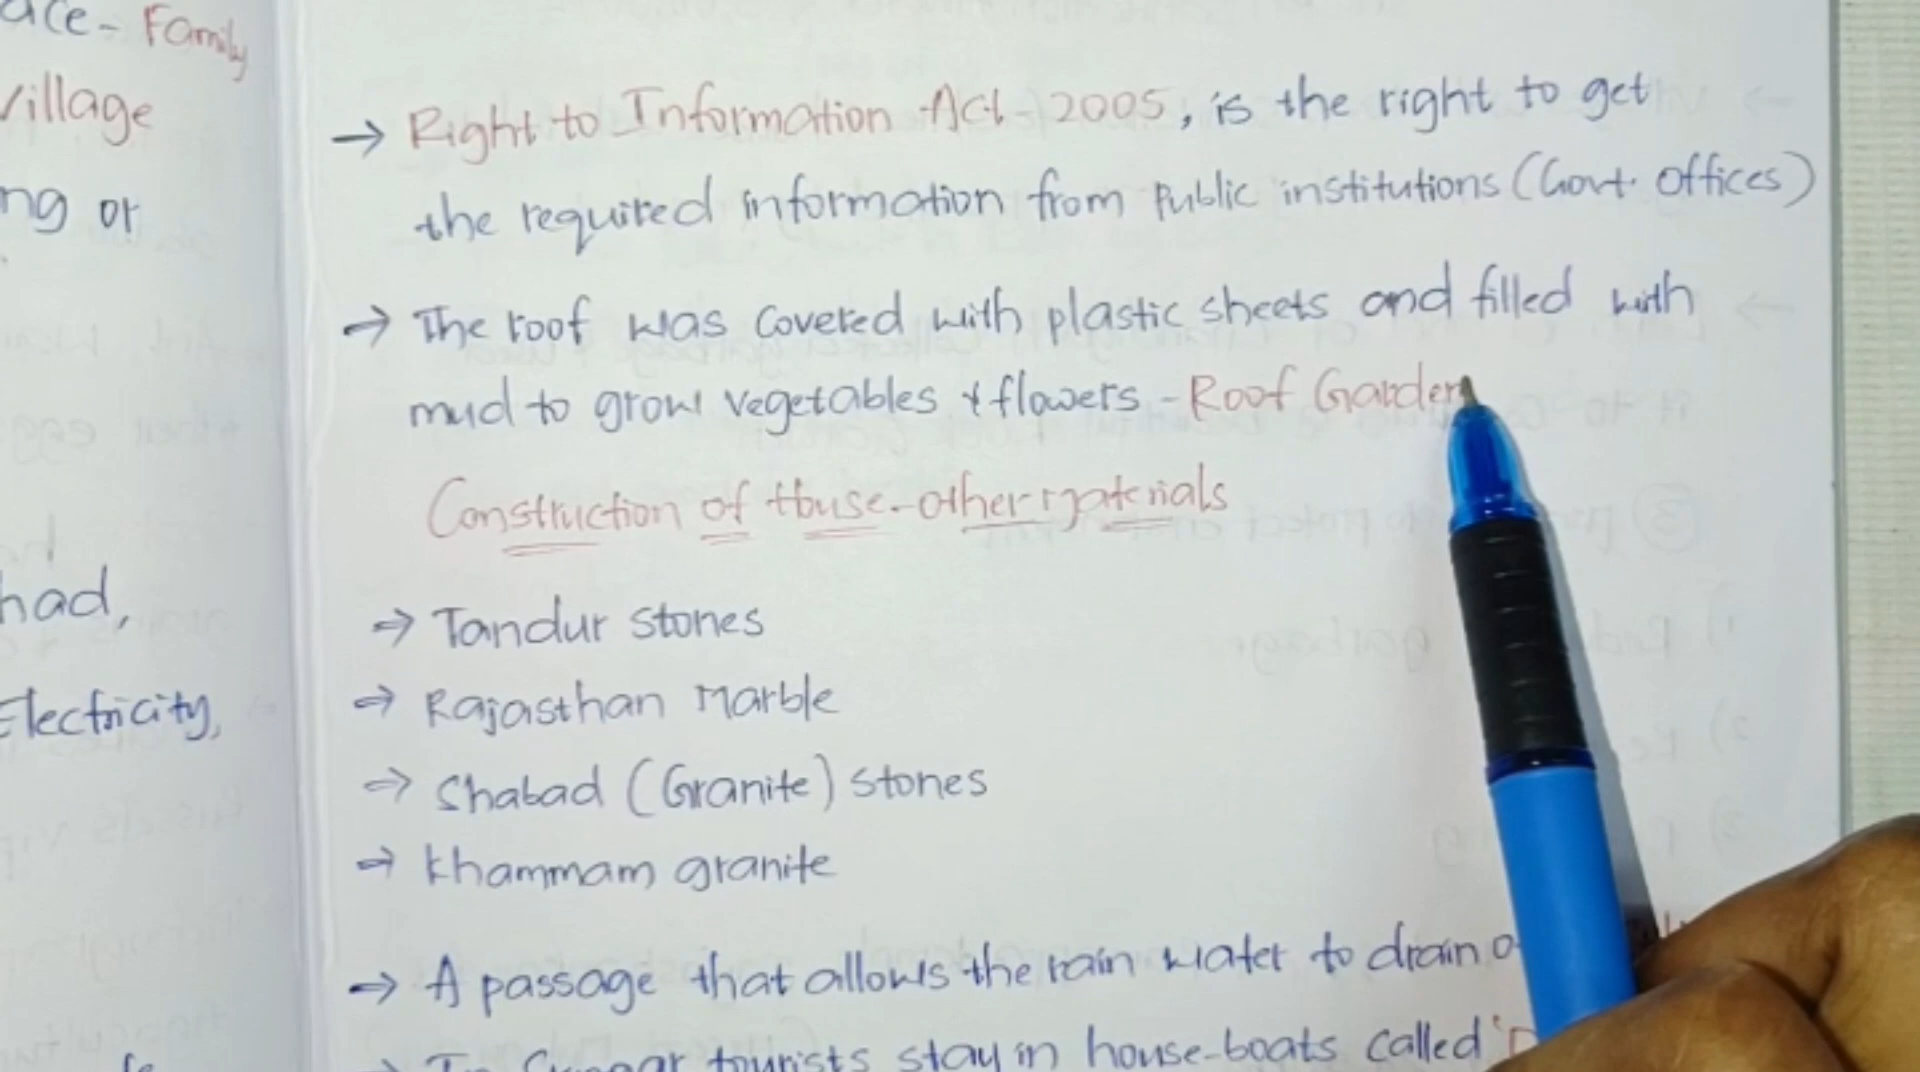 ace - Family
Village
ng or
had,
Electricity,
→ Right to Information Act - 2005, is the right to get
the required information from Public institutions (Govt. offices)
→ The roof was covered with plastic sheets and filled with
mud to grow vegetables & flowers - Roof Garden
Construction of House - other materials
→ Tandur stones
→ Rajasthan Marble
→ Shabad (Granite) stones
→ Khammam granite
→ A passage that allows the rain water to drain
→ tourists stay in house-boats called